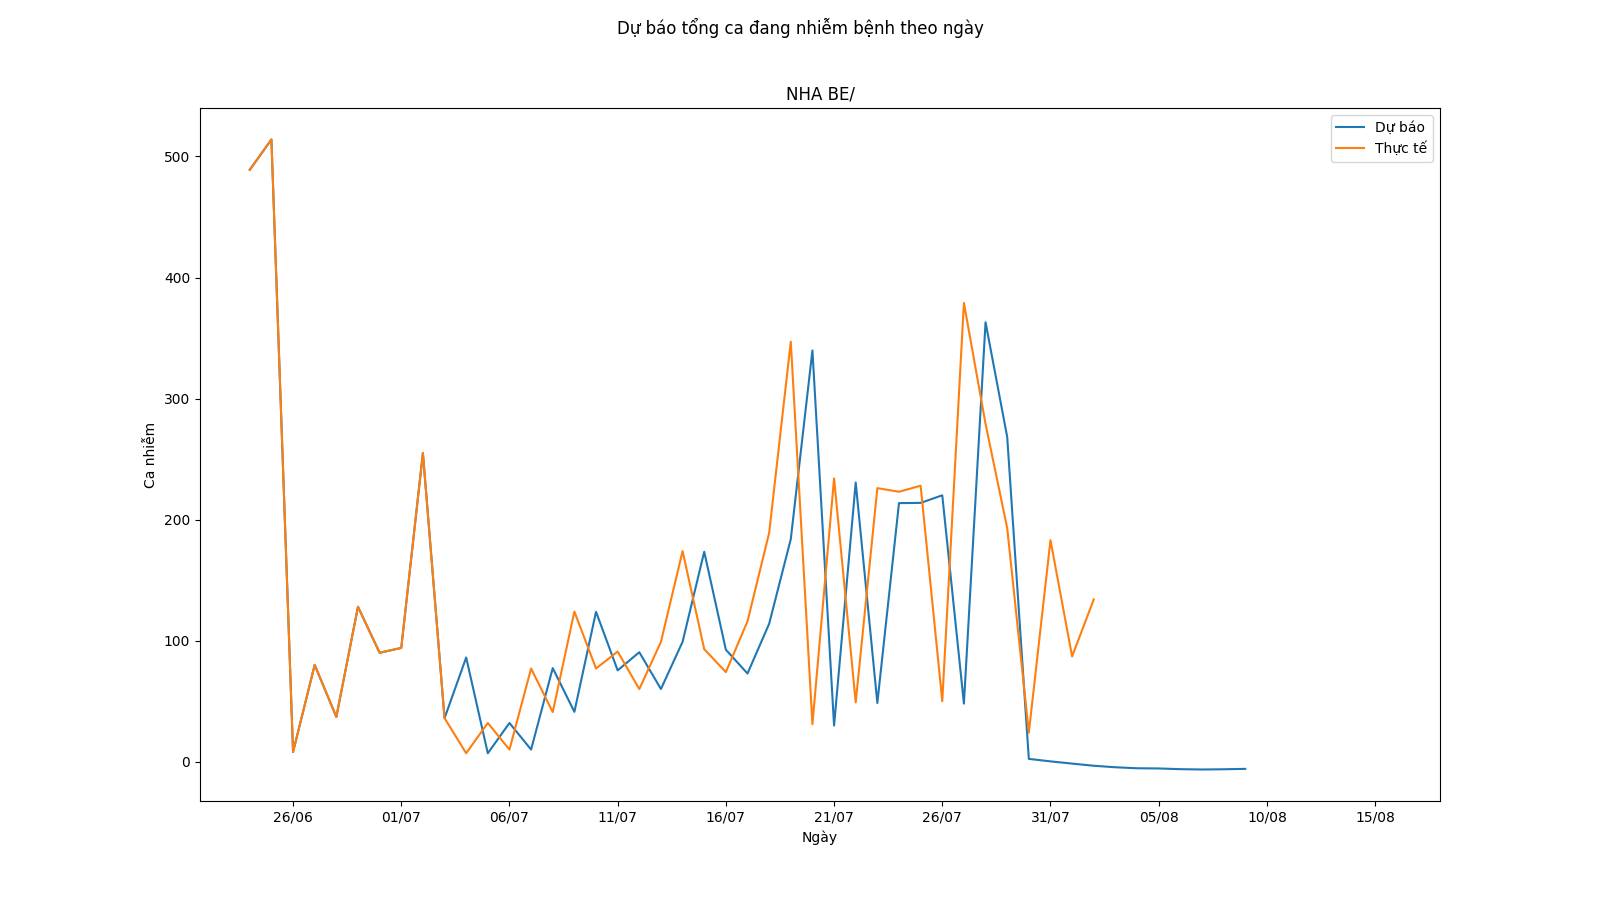 Dự báo tổng ca đang nhiễm bệnh theo ngày
NHA BE/
Dự báo
Thực tế
500
400
300
200
100
0
Ca nhiễm
26/06 01/07 06/07 11/07 16/07 21/07 26/07 31/07 05/08 10/08 15/08
Ngày